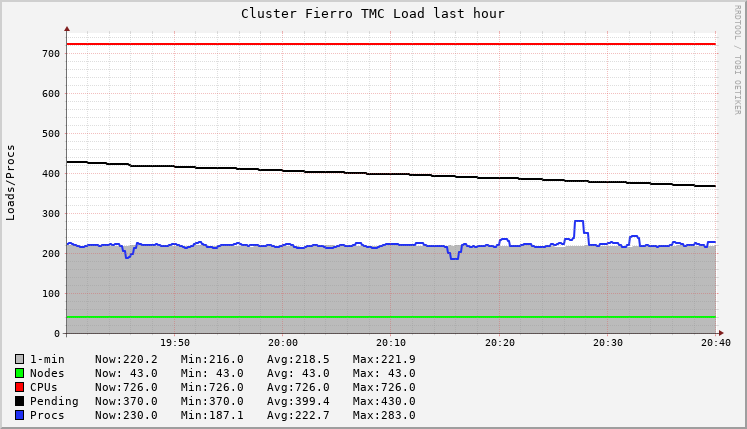 Cluster Fierro TMC Load last hour
RRDTOOL / TOBI OETIKER
Loads/Procs
700
600
500
400
300
200
100
0
19:50 20:00 20:10 20:20 20:30 20:40
1-min Now:220.2 Min:216.0 Avg:218.5 Max:221.9
Nodes Now: 43.0 Min: 43.0 Avg: 43.0 Max: 43.0
CPUs Now:726.0 Min:726.0 Avg:726.0 Max:726.0
Pending Now:370.0 Min:370.0 Avg:399.4 Max:430.0
Procs Now:230.0 Min:187.1 Avg:222.7 Max:283.0